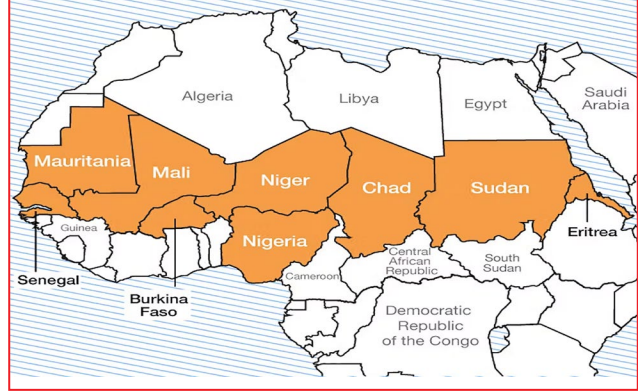 Algeria
Libya
Egypt
Saudi
Arabia
Mauritania
Mali
Niger
Chad
Sudan
Eritrea
Nigeria
Guinea
Senegal
Burkina
Faso
Cameroon
Central
African
Republic
South
Sudan
Democratic
Republic
of the Congo